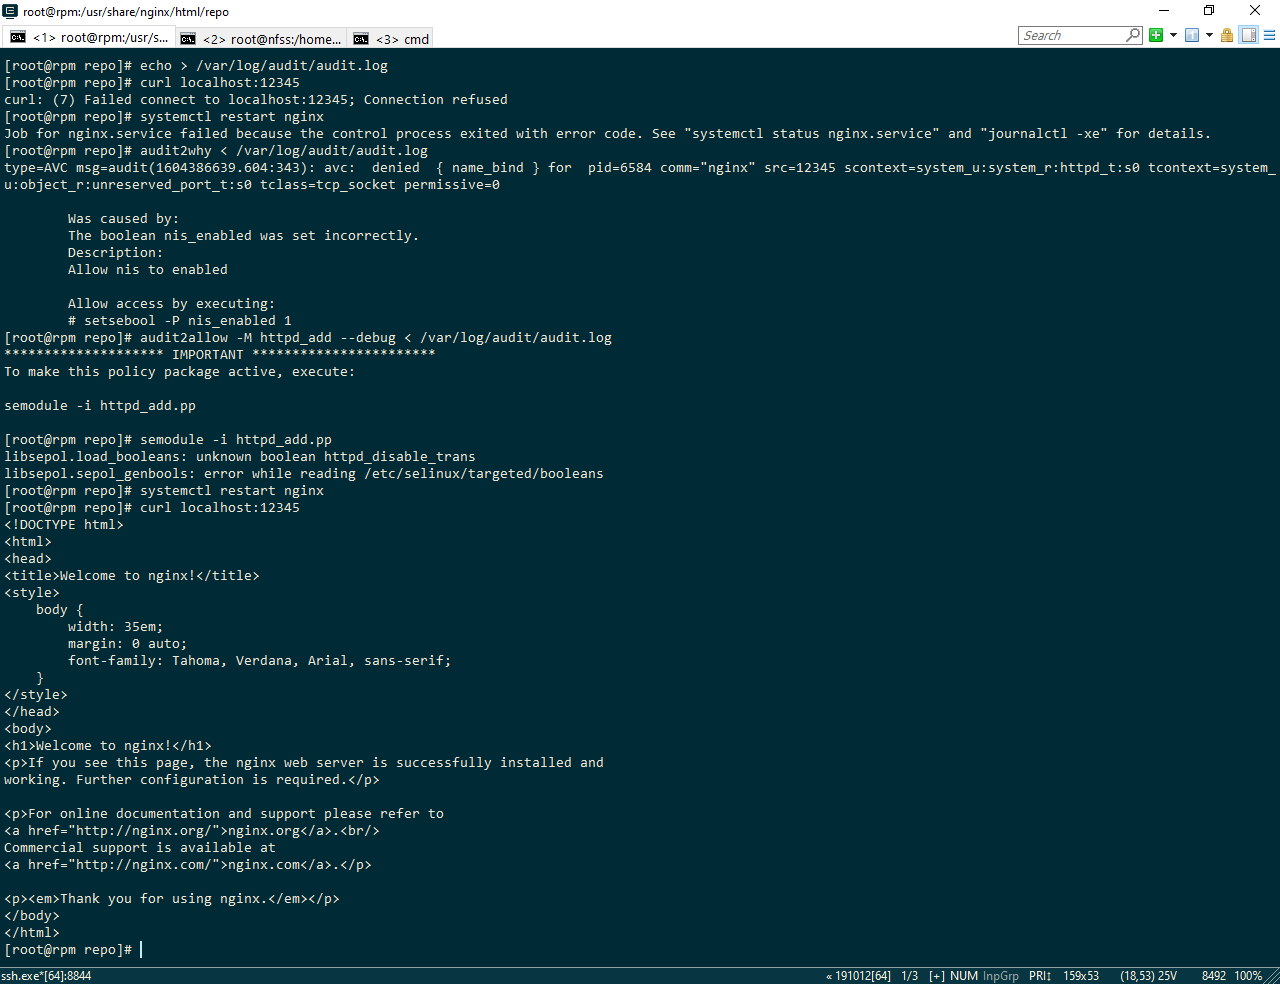 root@rpm:/usr/share/nginx/html/repo
<1> root@rpm:/usr/s... <2> root@nfss:/home... <3> cmd Search
[root@rpm repo]# echo > /var/log/audit/audit.log
[root@rpm repo]# curl localhost:12345
curl: (7) Failed connect to localhost:12345; Connection refused
[root@rpm repo]# systemctl restart nginx
Job for nginx.service failed because the control process exited with error code. See "systemctl status nginx.service" and "journalctl -xe" for details.
[root@rpm repo]# audit2why < /var/log/audit/audit.log
type=AVC msg=audit(1604386639.604:343): avc:  denied  { name_bind } for  pid=6584 comm="nginx" src=12345 scontext=system_u:system_r:httpd_t:s0 tcontext=system_
u:object_r:unreserved_port_t:s0 tclass=tcp_socket permissive=0
Was caused by:
The boolean nis_enabled was set incorrectly.
Description:
Allow nis to enabled
Allow access by executing:
# setsebool -P nis_enabled 1
[root@rpm repo]# audit2allow -M httpd_add --debug < /var/log/audit/audit.log
******************** IMPORTANT ***********************
To make this policy package active, execute:
semodule -i httpd_add.pp
[root@rpm repo]# semodule -i httpd_add.pp
libsepol.load_booleans: unknown boolean httpd_disable_trans
libsepol.sepol_genbools: error while reading /etc/selinux/targeted/booleans
[root@rpm repo]# systemctl restart nginx
[root@rpm repo]# curl localhost:12345
<!DOCTYPE html>
<html>
<head>
<title>Welcome to nginx!</title>
<style>
    body {
        width: 35em;
        margin: 0 auto;
        font-family: Tahoma, Verdana, Arial, sans-serif;
    }
</style>
</head>
<body>
<h1>Welcome to nginx!</h1>
<p>If you see this page, the nginx web server is successfully installed and
working. Further configuration is required.</p>
<p>For online documentation and support please refer to
<a href="http://nginx.org/">nginx.org</a>.<br/>
Commercial support is available at
<a href="http://nginx.com/">nginx.com</a>.</p>
<p><em>Thank you for using nginx.</em></p>
</body>
</html>
[root@rpm repo]#
ssh.exe*[64]:8844 « 191012[64] 1/3 [+] NUM InpGrp PRI↕ 159x53 (18,53) 25V 8492 100%